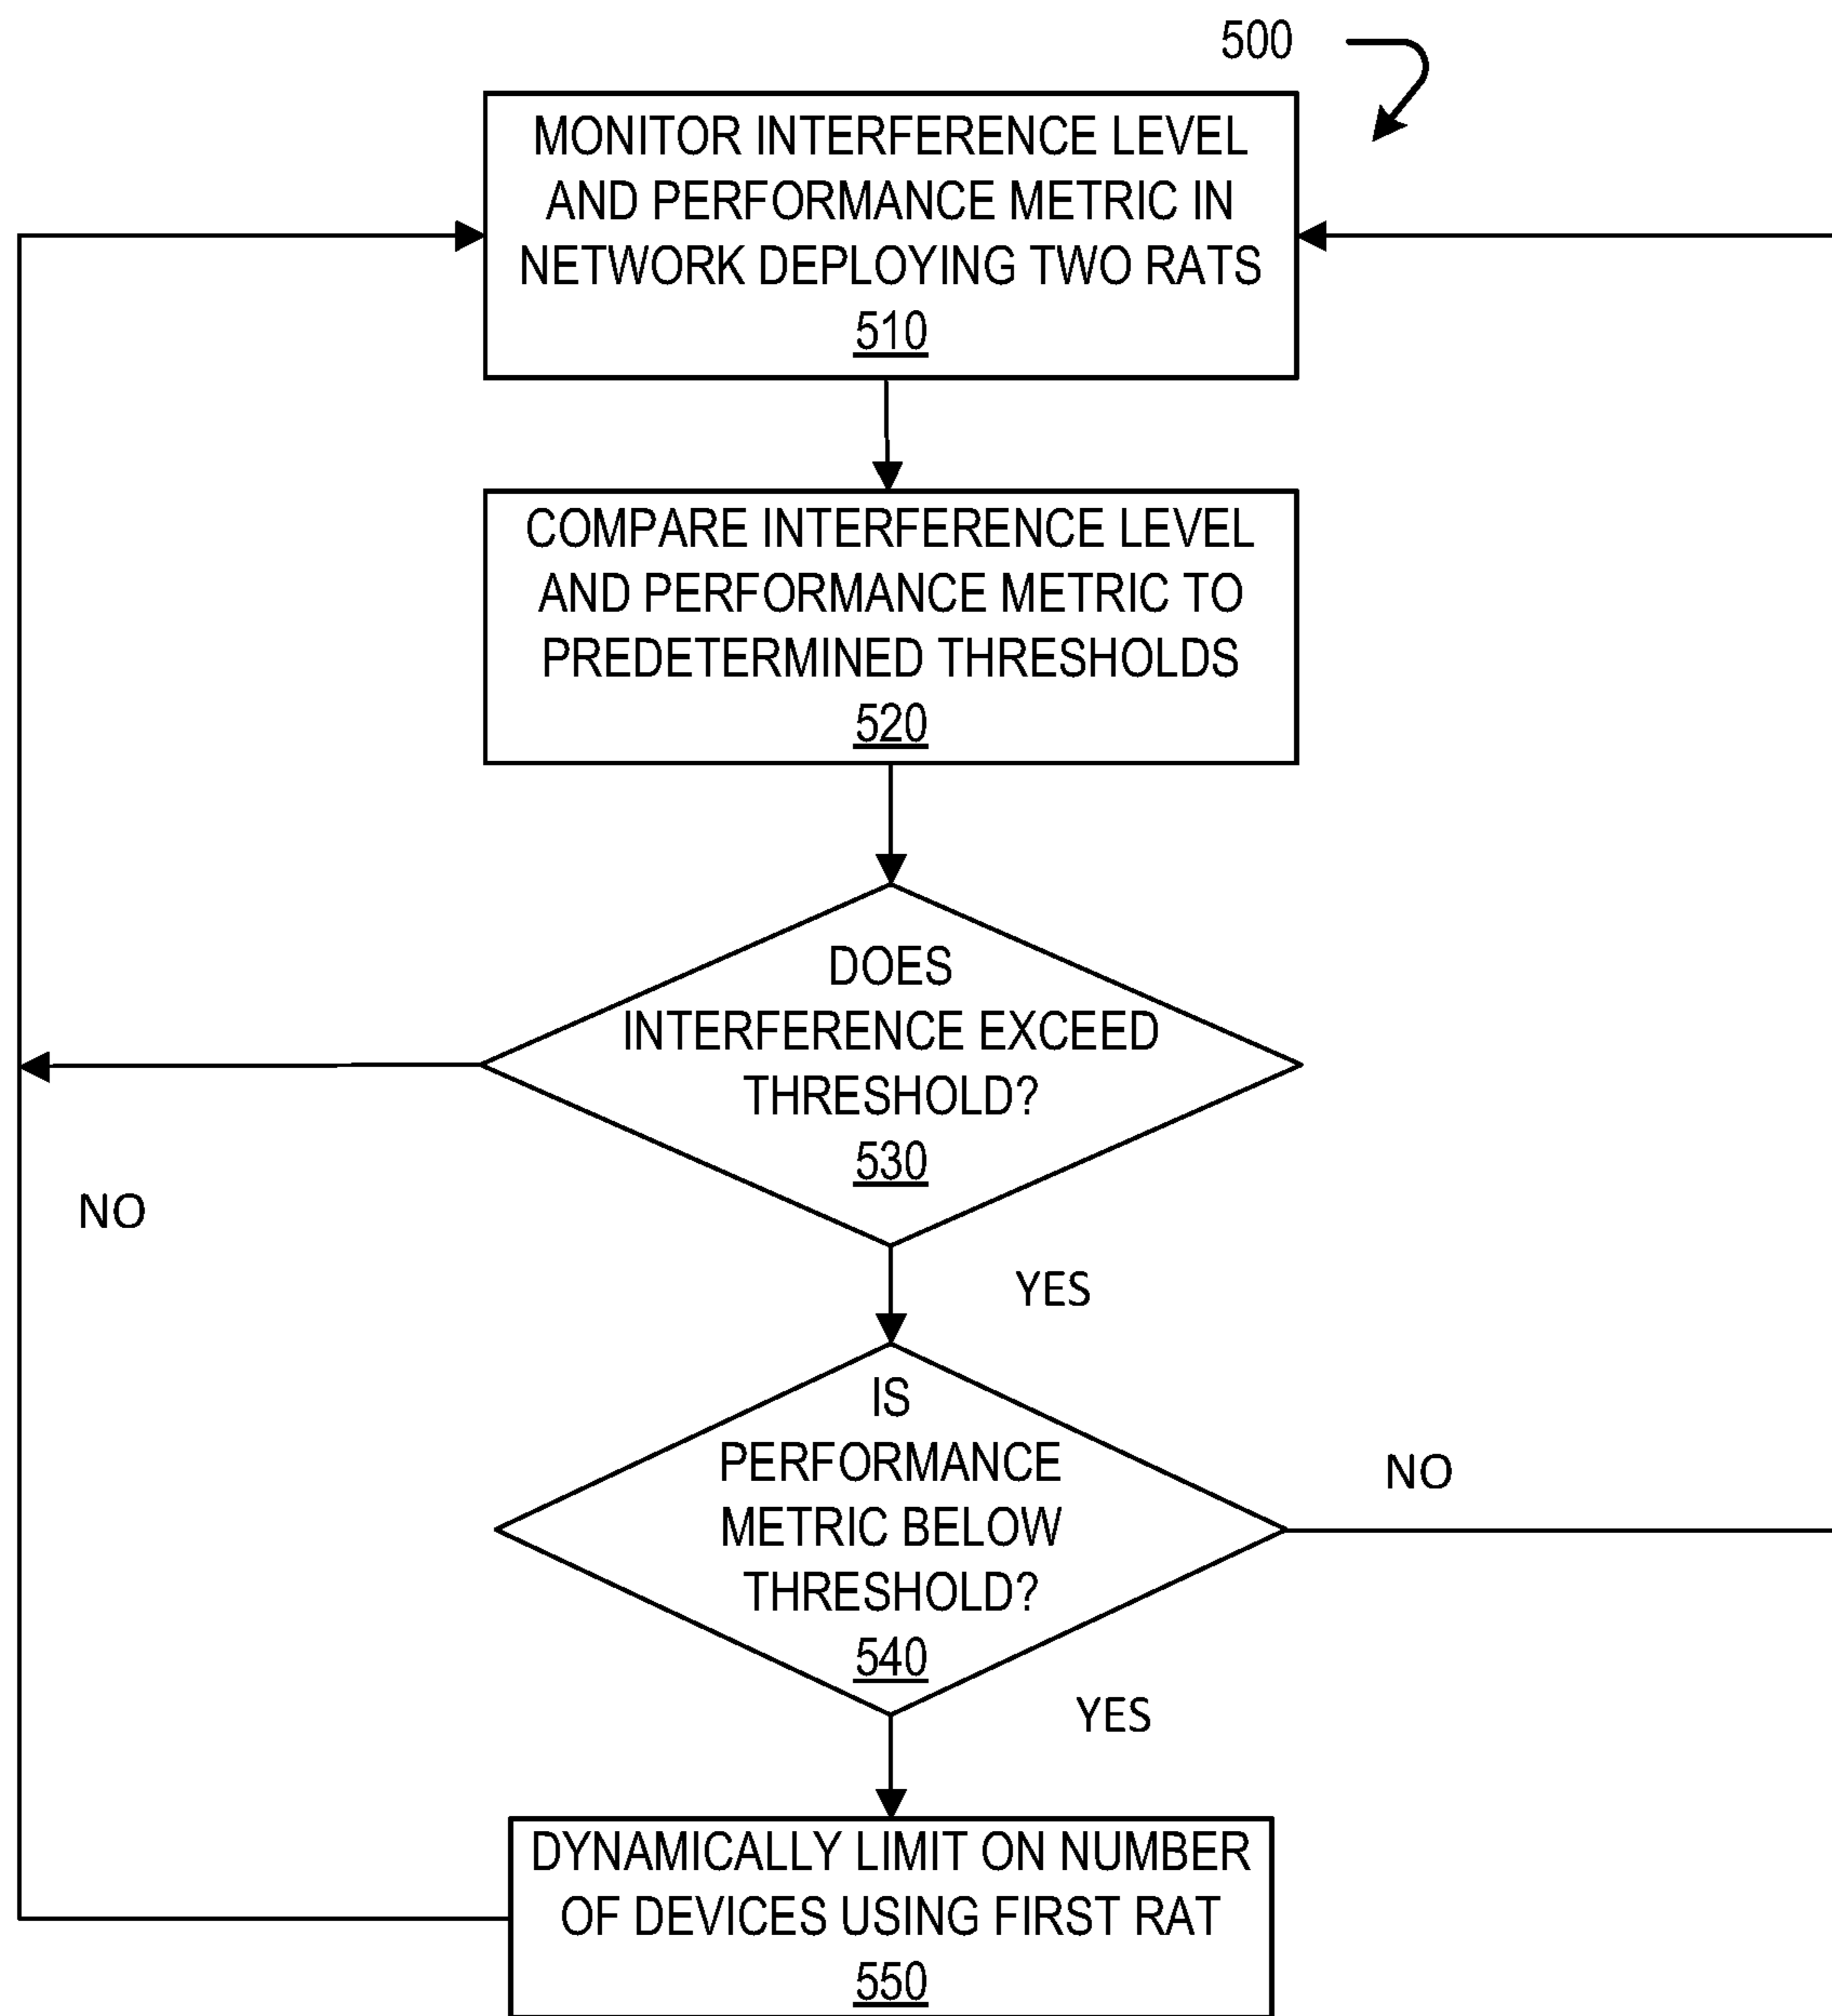 500
MONITOR INTERFERENCE LEVEL
AND PERFORMANCE METRIC IN
NETWORK DEPLOYING TWO RATS
510
COMPARE INTERFERENCE LEVEL
AND PERFORMANCE METRIC TO
PREDETERMINED THRESHOLDS
520
DOES
INTERFERENCE EXCEED
THRESHOLD?
530
NO
YES
IS
PERFORMANCE
METRIC BELOW
THRESHOLD?
540
NO
YES
DYNAMICALLY LIMIT ON NUMBER
OF DEVICES USING FIRST RAT
550